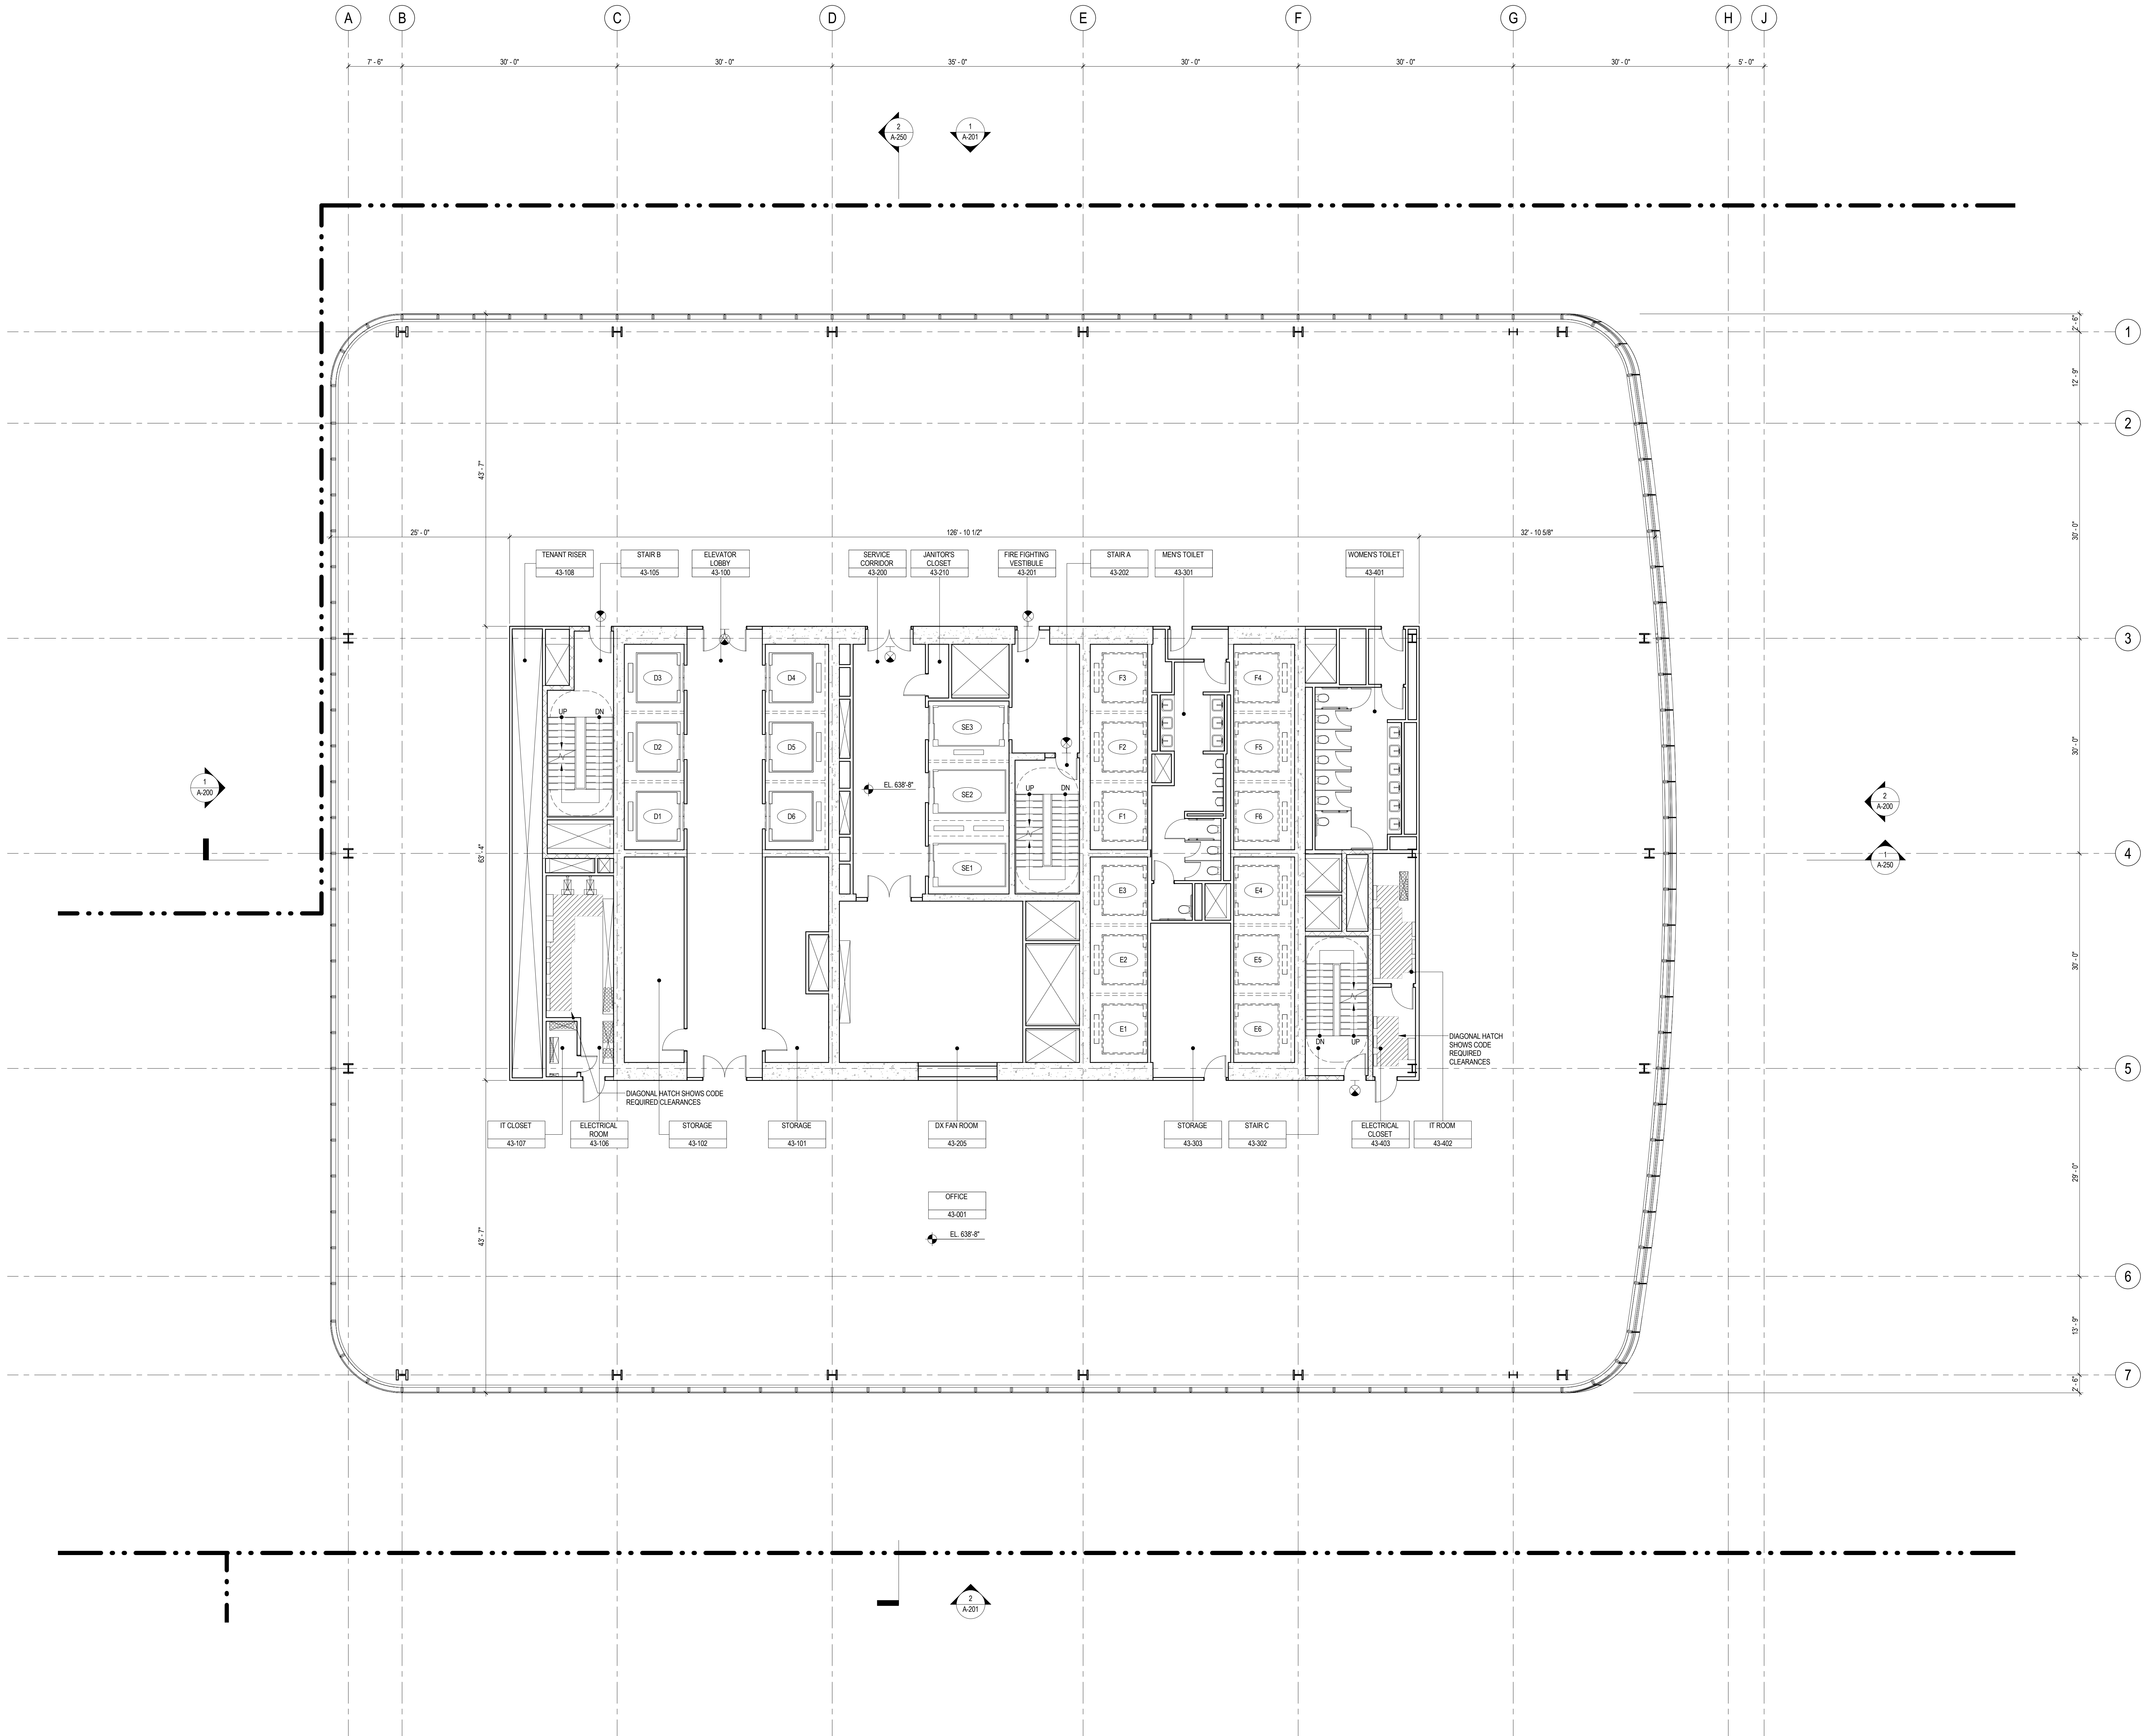 A B C D E F G H J
7' - 6" 30' - 0" 30' - 0" 35' - 0" 30' - 0" 30' - 0" 30' - 0" 5' - 0"
2
A-250
1
A-201
2' - 6"
1
12' - 9"
2
43' - 7"
30' - 0"
25' - 0" 126' - 10 1/2" 32' - 10 5/8"
TENANT RISER
43-108
STAIR B
43-105
ELEVATOR
LOBBY
43-100
SERVICE
CORRIDOR
43-200
JANITOR'S
CLOSET
43-210
FIRE FIGHTING
VESTIBULE
43-201
STAIR A
43-202
MEN'S TOILET
43-301
WOMEN'S TOILET
43-401
3
D3 D4 F3 F4
UP DN
SE3
D2 D5 F2 F5
30' - 0"
1
A-200
EL. 638'-8"
SE2
UP DN
2
A-200
D1 D6 F1 F6
63' - 4"
4
1
A-250
SE1
E3 E4
E2 E5
30' - 0"
E1 E6
DN UP
DIAGONAL HATCH
SHOWS CODE
REQUIRED
CLEARANCES
5
DIAGONAL HATCH SHOWS CODE
REQUIRED CLEARANCES
IT CLOSET
43-107
ELECTRICAL
ROOM
43-106
STORAGE
43-102
STORAGE
43-101
DX FAN ROOM
43-205
STORAGE
43-303
STAIR C
43-302
ELECTRICAL
CLOSET
43-403
IT ROOM
43-402
29' - 0"
OFFICE
43-001
EL. 638'-8"
43' - 7"
6
13' - 9"
7
2' - 6"
2
A-201